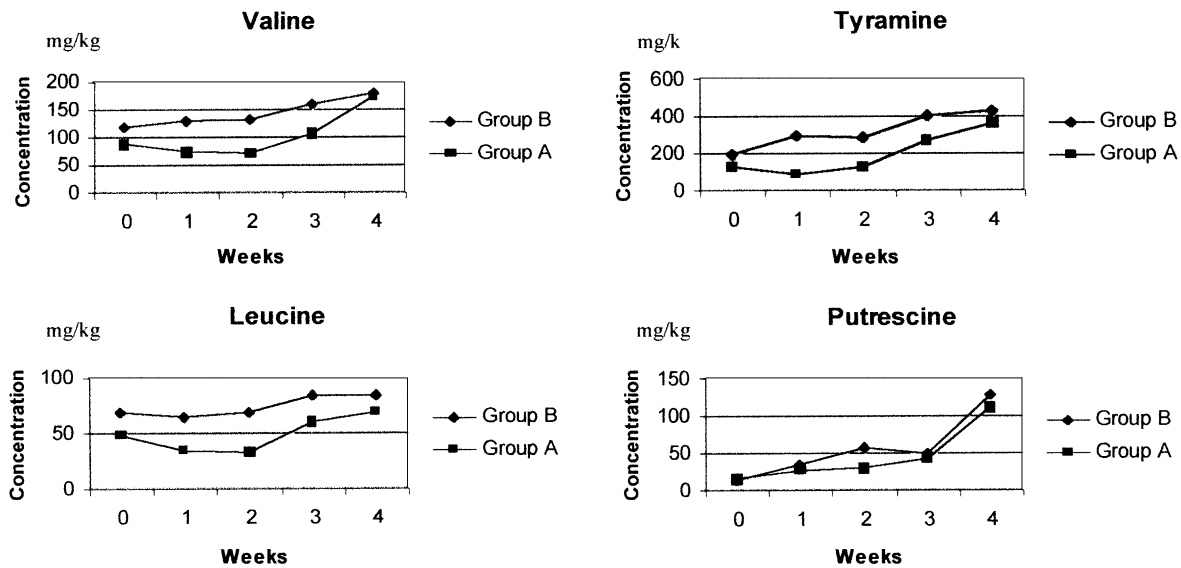 Valine
mg/kg
Concentration
200
150
100
50
0
0 1 2 3 4
Weeks
Group B
Group A
Tyramine
mg/k
Concentration
600
400
200
0
0 1 2 3 4
Weeks
Group B
Group A
Leucine
mg/kg
Concentration
100
50
0
0 1 2 3 4
Weeks
Group B
Group A
Putrescine
mg/kg
Concentration
150
100
50
0
0 1 2 3 4
Weeks
Group B
Group A